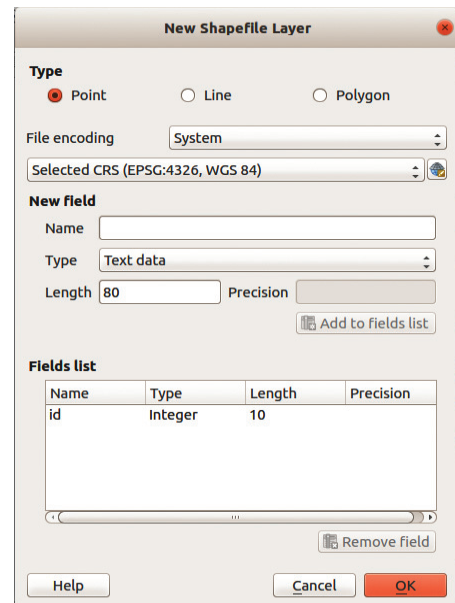 New Shapefile Layer
Type
Point Line Polygon
File encoding System
Selected CRS (EPSG:4326, WGS 84)
New field
Name
Type Text data
Length 80 Precision
Add to fields list
Fields list
Name Type Length Precision
id Integer 10
Remove field
Help Cancel OK